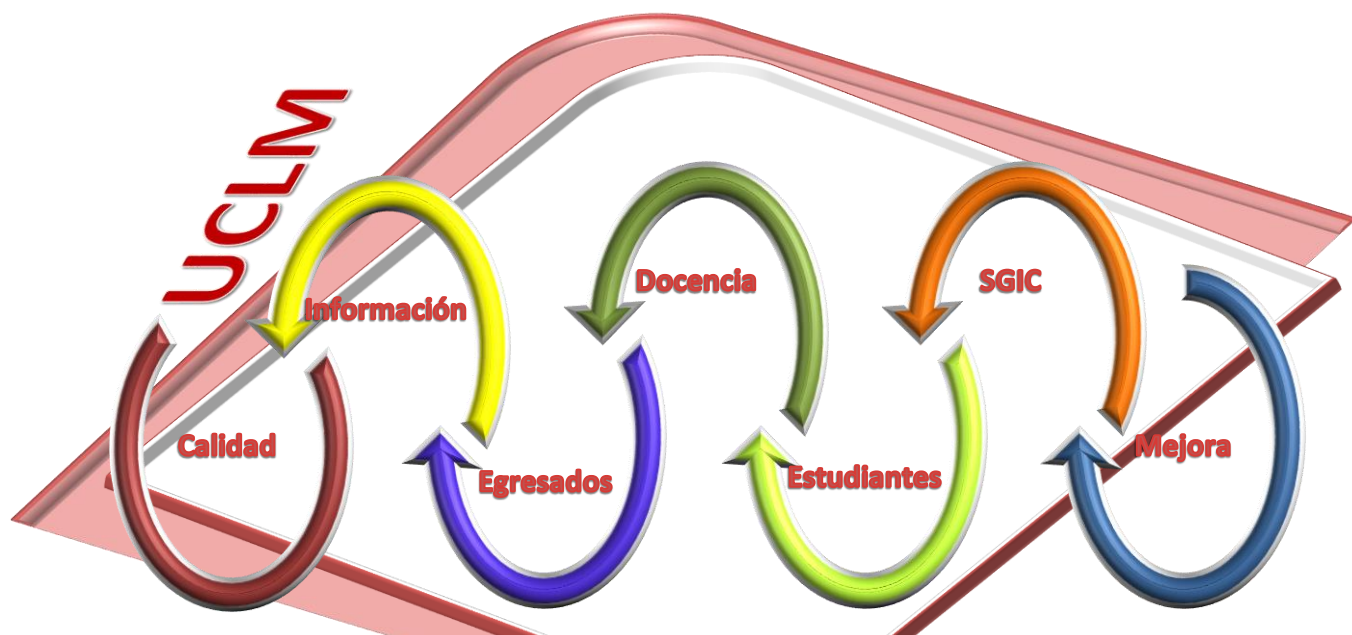 UCLM
Información
Docencia
SGIC
Calidad
Egresados
Estudiantes
Mejora